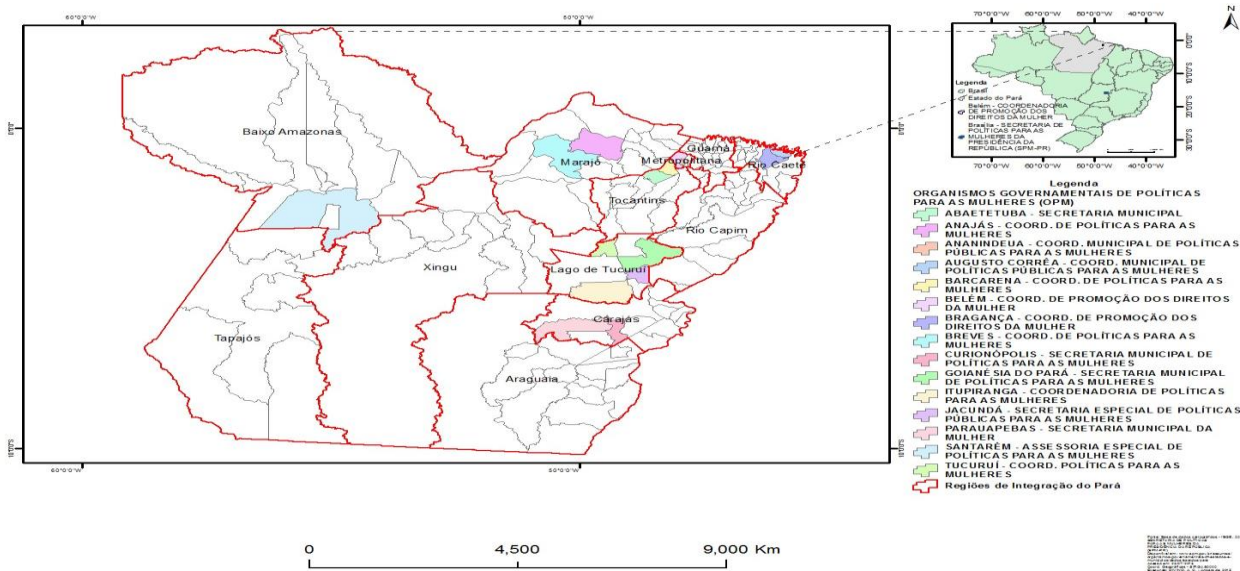 60°0'0"W
50°0'0"W
N
70°0'0"W 60°0'0"W 50°0'0"W 40°0'0"W
Legenda
Brasil
Estado do Pará
Belém - COORDENADORIA
DE PROMOÇÃO DOS
DIREITOS DA MULHER
Brasília - SECRETARIA DE
POLÍTICAS PARA AS
MULHERES DA
PRESIDÊNCIA DA
REPÚBLICA (SPM-PR)
70°0'0"W 60°0'0"W 50°0'0"W 40°0'0"W
Baixo Amazonas
Marajó
Metropolitana
Guamá
Rio Caeté
Tocantins
Rio Capim
Xingu
Lago de Tucuruí
Tapajós
Carajás
Araguaia
Legenda
ORGANISMOS GOVERNAMENTAIS DE POLÍTICAS
PARA AS MULHERES (OPM)
ABAETETUBA - SECRETARIA MUNICIPAL
ANAJÁS - COORD. DE POLÍTICAS PARA AS
MULHERES
ANANINDEUA - COORD. MUNICIPAL DE POLÍTICAS
PÚBLICAS PARA AS MULHERES
AUGUSTO CORRÊA - COORD. MUNICIPAL DE
POLÍTICAS PÚBLICAS PARA AS MULHERES
BARCARENA - COORD. DE POLÍTICAS PARA AS
MULHERES
BELÉM - COORD. DE PROMOÇÃO DOS DIREITOS
DA MULHER
BRAGANÇA - COORD. DE PROMOÇÃO DOS
DIREITOS DA MULHER
BREVES - COORD. DE POLÍTICAS PARA AS
MULHERES
CURIONÓPOLIS - SECRETARIA MUNICIPAL DE
POLÍTICAS PARA AS MULHERES
GOIANÉSIA DO PARÁ - SECRETARIA MUNICIPAL
DE POLÍTICAS PARA AS MULHERES
ITUPIRANGA - COORDENADORIA DE POLÍTICAS
PARA AS MULHERES
JACUNDÁ - SECRETARIA ESPECIAL DE POLÍTICAS
PÚBLICAS PARA AS MULHERES
PARAUAPEBAS - SECRETARIA MUNICIPAL DA
MULHER
SANTARÉM - ASSESSORIA ESPECIAL DE
POLÍTICAS PARA AS MULHERES
TUCURUÍ - COORD. POLÍTICAS PARA AS
MULHERES
Regiões de Integração do Pará
60°0'0"W
50°0'0"W
0 4,500 9,000 Km